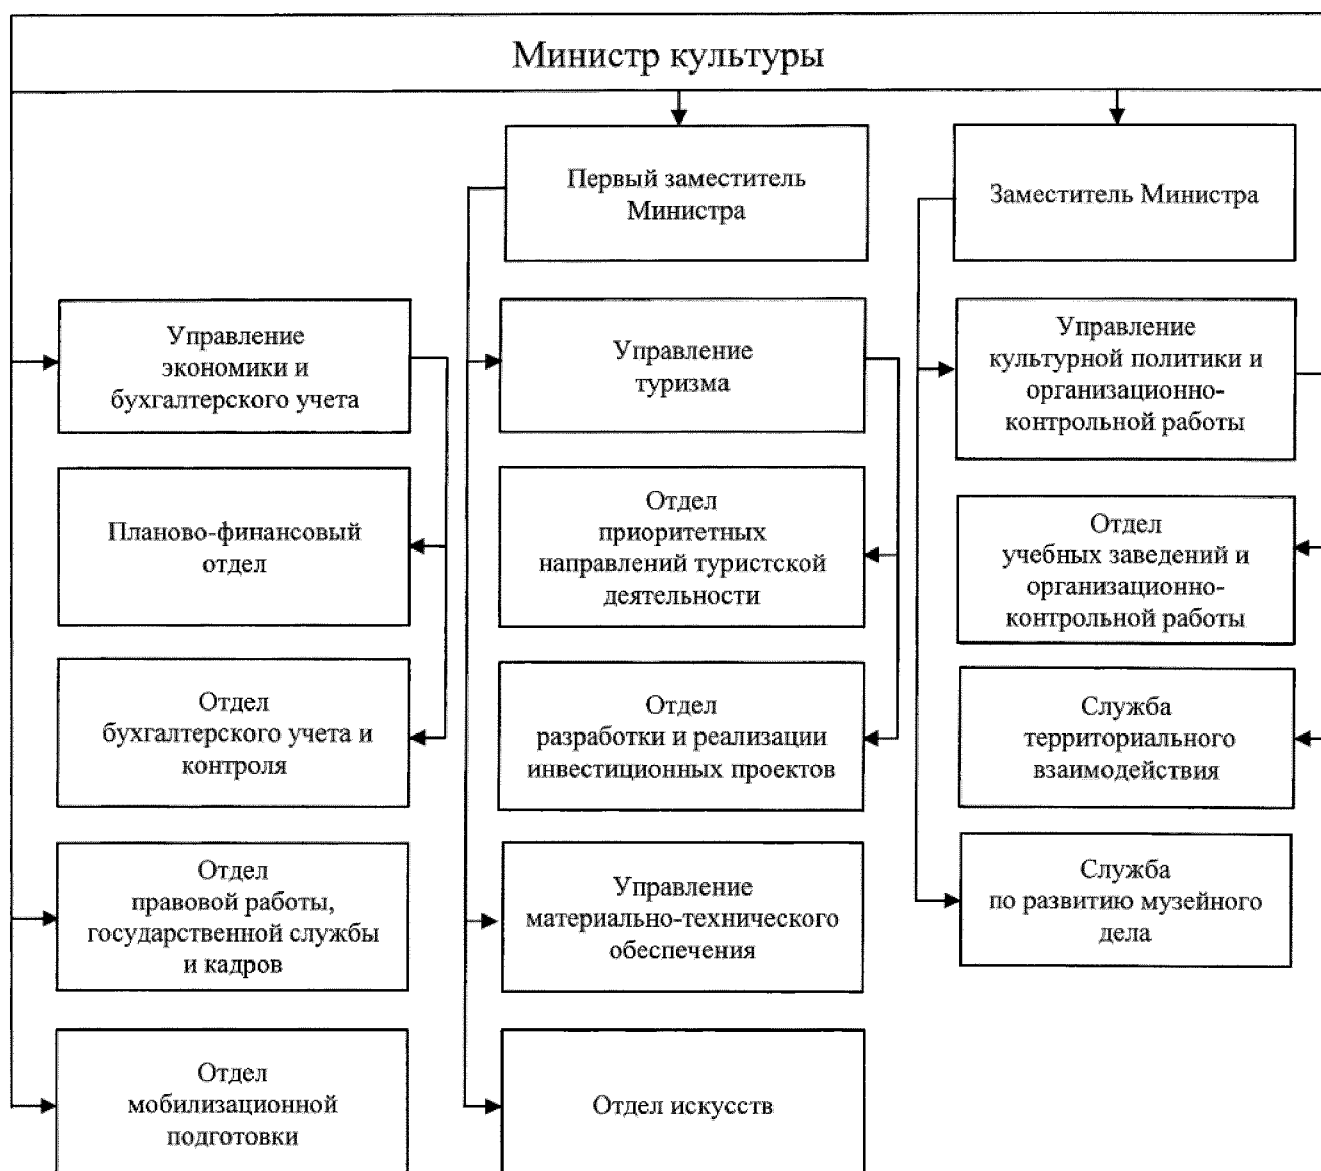 Министр культуры
Первый заместитель
Министра
Заместитель Министра
Управление
экономики и
бухгалтерского учета
Управление
туризма
Управление
культурной политики и
организационно-
контрольной работы
Планово-финансовый
отдел
Отдел
приоритетных
направлений туристской
деятельности
Отдел
учебных заведений и
организационно-
контрольной работы
Отдел
бухгалтерского учета и
контроля
Отдел
разработки и реализации
инвестиционных проектов
Служба
территориального
взаимодействия
Отдел
правовой работы,
государственной службы
и кадров
Управление
материально-технического
обеспечения
Служба
по развитию музейного
дела
Отдел
мобилизационной
подготовки
Отдел искусств